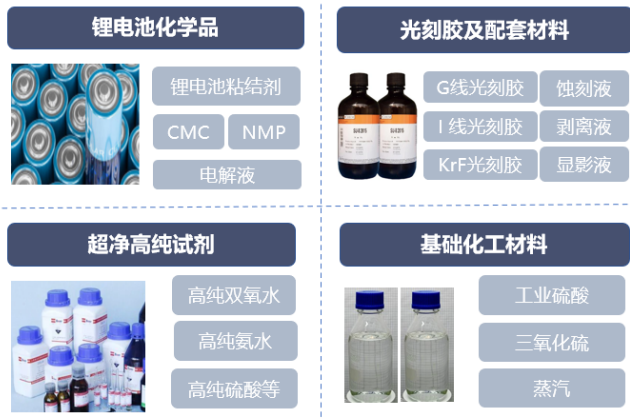 锂电池化学品
锂电池粘结剂
CMC
NMP
电解液
光刻胶及配套材料
G线光刻胶
蚀刻液
I 线光刻胶
剥离液
KrF光刻胶
显影液
超净高纯试剂
高纯双氧水
高纯氨水
高纯硫酸等
基础化工材料
工业硫酸
三氧化硫
蒸汽